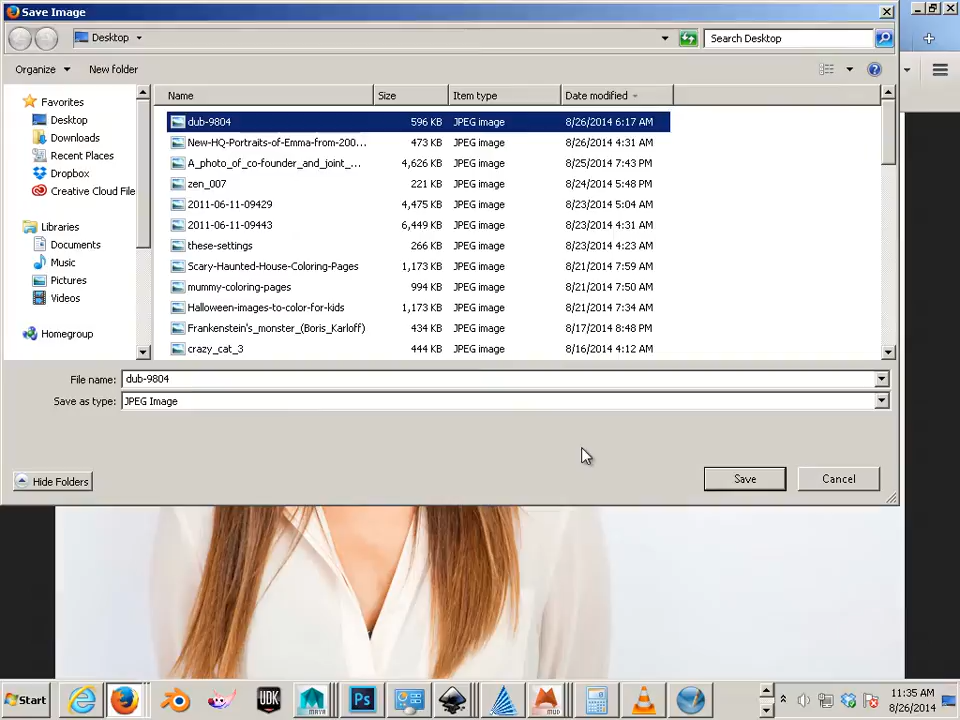 Save Image
Desktop
Search Desktop
Organize
New folder
Favorites
Desktop
Downloads
Recent Places
Dropbox
Creative Cloud File
Libraries
Documents
Music
Pictures
Videos
Homegroup
Name Size Item type Date modified
dub-9804 596 KB JPEG image 8/26/2014 6:17 AM
New-HQ-Portraits-of-Emma-from-200... 473 KB JPEG image 8/26/2014 4:31 AM
A_photo_of_co-founder_and_joint_... 4,626 KB JPEG image 8/25/2014 7:43 PM
zen_007 221 KB JPEG image 8/24/2014 5:48 PM
2011-06-11-09429 4,475 KB JPEG image 8/23/2014 5:04 AM
2011-06-11-09443 6,449 KB JPEG image 8/23/2014 4:31 AM
these-settings 266 KB JPEG image 8/23/2014 4:23 AM
Scary-Haunted-House-Coloring-Pages 1,173 KB JPEG image 8/21/2014 7:59 AM
mummy-coloring-pages 994 KB JPEG image 8/21/2014 7:50 AM
Halloween-images-to-color-for-kids 1,173 KB JPEG image 8/21/2014 7:34 AM
Frankenstein's_monster_(Boris_Karloff) 434 KB JPEG image 8/17/2014 8:48 PM
crazy_cat_3 444 KB JPEG image 8/16/2014 4:12 AM
File name: dub-9804
Save as type: JPEG Image
Hide Folders
Save
Cancel
Start
UDK
MAYA
Ps
MUD
11:35 AM
8/26/2014